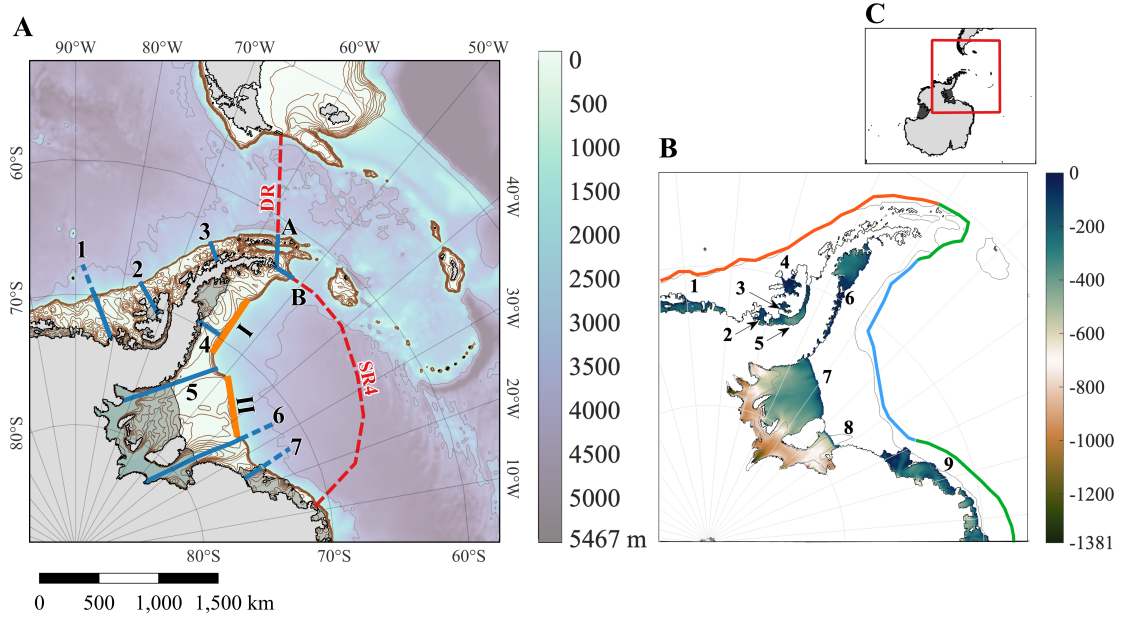 A
90°W
80°W
70°W
60°W
50°W
60°S
70°S
80°S
40°W
30°W
20°W
10°W
80°S
70°S
60°S
DR
A
B
SR4
1
2
3
4
5
6
7
I
II
0
500
1,000
1,500 km
0
500
1000
1500
2000
2500
3000
3500
4000
4500
5000
5467 m
C
B
1
2
3
4
5
6
7
8
9
0
-200
-400
-600
-800
-1000
-1200
-1381